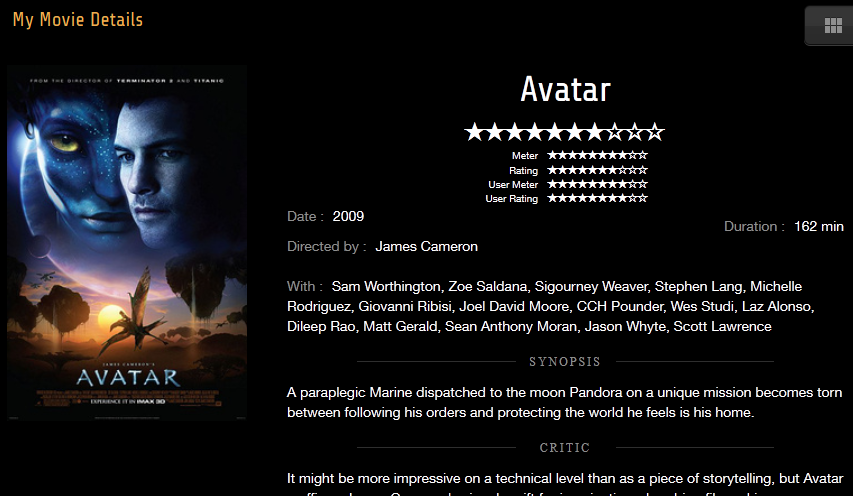 My Movie Details
FROM THE DIRECTOR OF TERMINATOR 2 AND TITANIC
JAMES CAMERON'S
AVATAR
EXPERIENCE IT IN IMAX 3D
Avatar
★★★★★★★☆☆☆
Meter ★★★★★★★★☆☆
Rating ★★★★★★★☆☆☆
User Meter ★★★★★★★★☆☆
User Rating ★★★★★★★★☆☆
Date : 2009
Duration : 162 min
Directed by : James Cameron
With : Sam Worthington, Zoe Saldana, Sigourney Weaver, Stephen Lang, Michelle
Rodriguez, Giovanni Ribisi, Joel David Moore, CCH Pounder, Wes Studi, Laz Alonso,
Dileep Rao, Matt Gerald, Sean Anthony Moran, Jason Whyte, Scott Lawrence
SYNOPSIS
A paraplegic Marine dispatched to the moon Pandora on a unique mission becomes torn
between following his orders and protecting the world he feels is his home.
CRITIC
It might be more impressive on a technical level than as a piece of storytelling, but Avatar